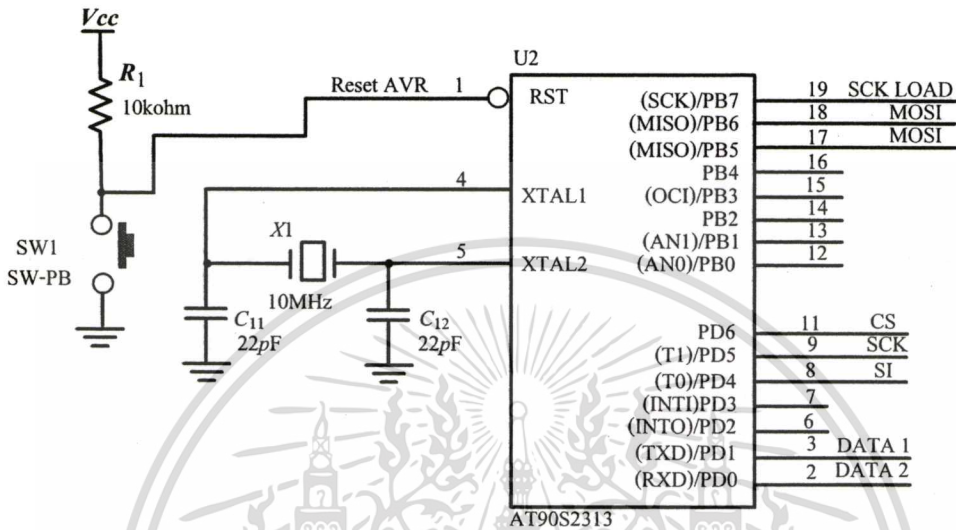 Vcc
R1
10kohm
Reset AVR
1
U2
RST
(SCK)/PB7
19
SCK LOAD
(MISO)/PB6
18
MOSI
(MISO)/PB5
17
MOSI
PB4
16
4
XTAL1
(OCI)/PB3
15
PB2
14
SW1
SW-PB
X1
10MHz
5
XTAL2
(AN1)/PB1
13
(AN0)/PB0
12
C11
22pF
C12
22pF
PD6
11
CS
(T1)/PD5
9
SCK
(T0)/PD4
8
SI
(INTI)PD3
7
(INTO)/PD2
6
(TXD)/PD1
3
DATA 1
(RXD)/PD0
2
DATA 2
AT90S2313